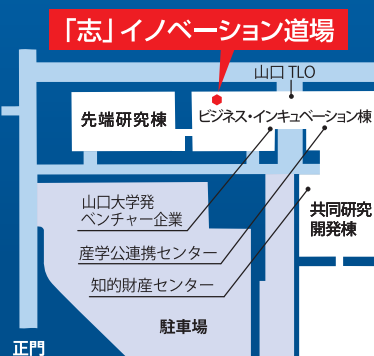 「志」イノベーション道場
山口 TLO
先端研究棟
ビジネス・インキュベーション棟
山口大学発
ベンチャー企業
産学公連携センター
知的財産センター
共同研究
開発棟
駐車場
正門